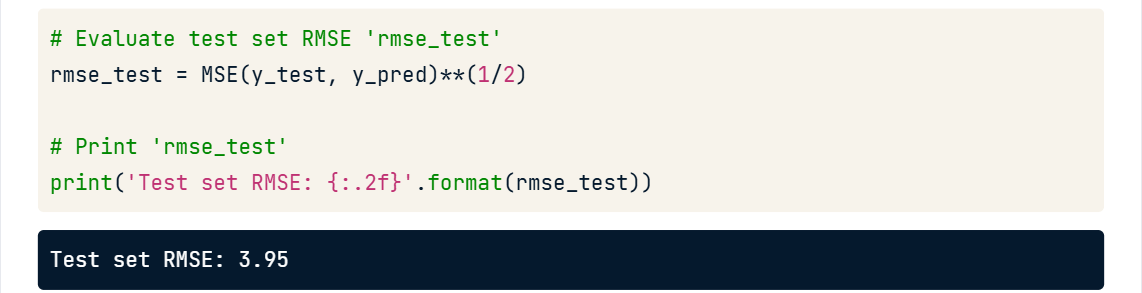 # Evaluate test set RMSE 'rmse_test'
rmse_test = MSE(y_test, y_pred)**(1/2)
# Print 'rmse_test'
print('Test set RMSE: {:.2f}'.format(rmse_test))
Test set RMSE: 3.95